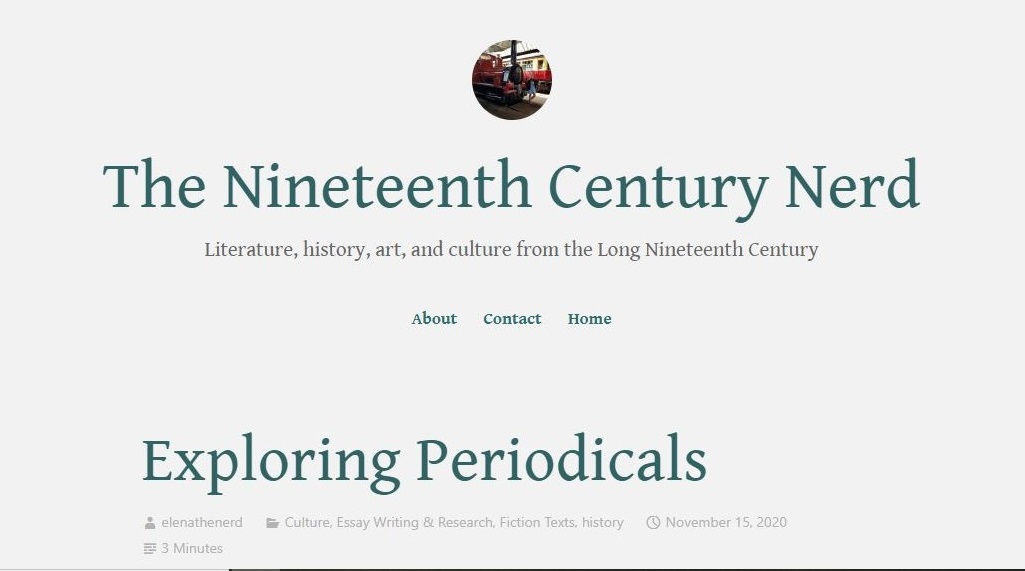 The Nineteenth Century Nerd
Literature, history, art, and culture from the Long Nineteenth Century
About Contact Home
Exploring Periodicals
elenathenerd Culture, Essay Writing & Research, Fiction Texts, history November 15, 2020
3 Minutes